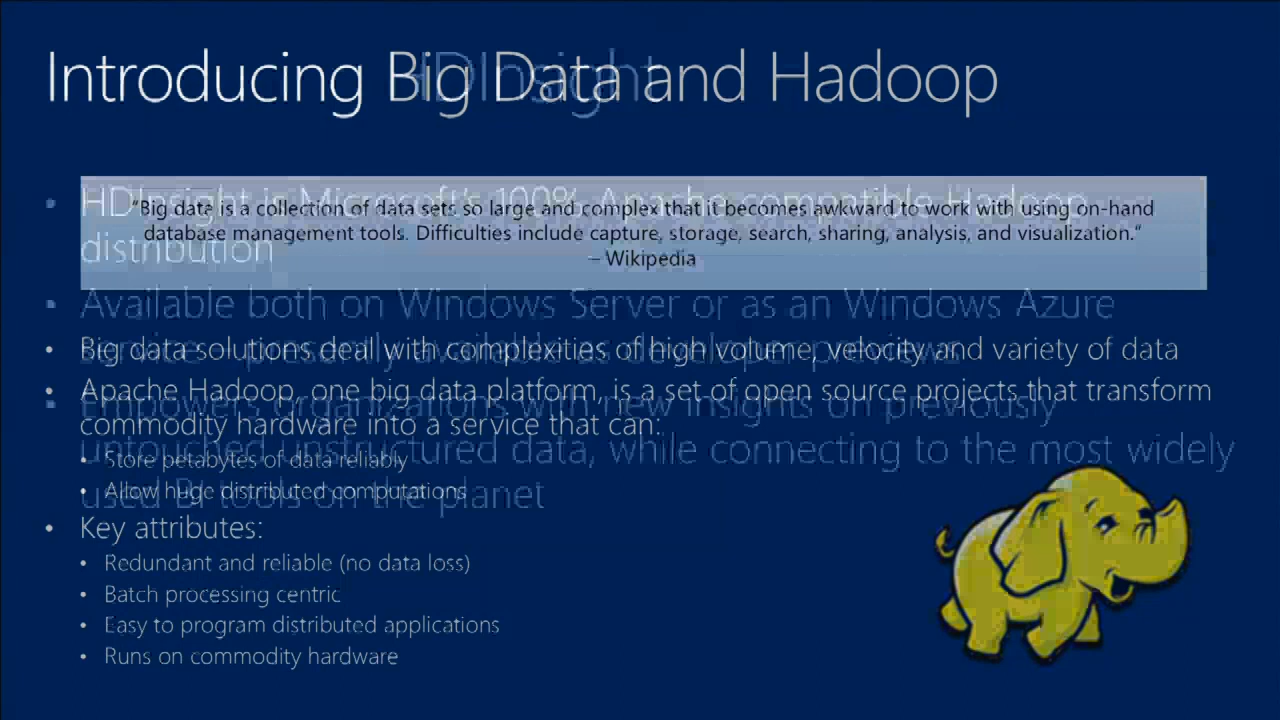 Introducing Big Data and Hadoop
"Big data is a collection of data sets so large and complex that it becomes awkward to work with using on-hand
database management tools. Difficulties include capture, storage, search, sharing, analysis, and visualization."
– Wikipedia
• Big data solutions deal with complexities of high volume, velocity and variety of data
• Apache Hadoop, one big data platform, is a set of open source projects that transform
commodity hardware into a service that can:
• Store petabytes of data reliably
• Allow huge distributed computations
• Key attributes:
• Redundant and reliable (no data loss)
• Batch processing centric
• Easy to program distributed applications
• Runs on commodity hardware
HDInsight
▪ HDInsight is Microsoft's 100% Apache compatible Hadoop
distribution
▪ Available both on Windows Server or as an Windows Azure
service – presently available as developer previews
▪ Empowers organizations with new insights on previously
untouched unstructured data, while connecting to the most widely
used BI tools on the planet